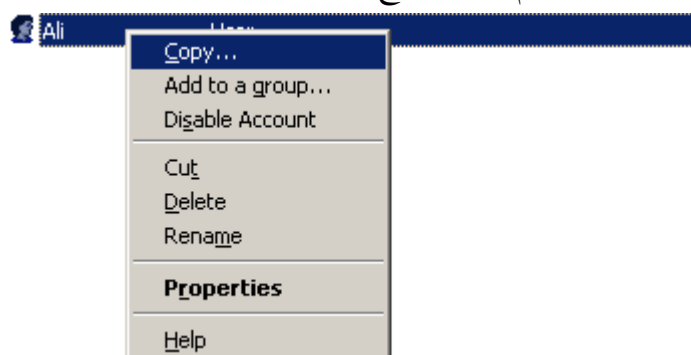 Ali
Copy...
Add to a group...
Disable Account
Cut
Delete
Rename
Properties
Help